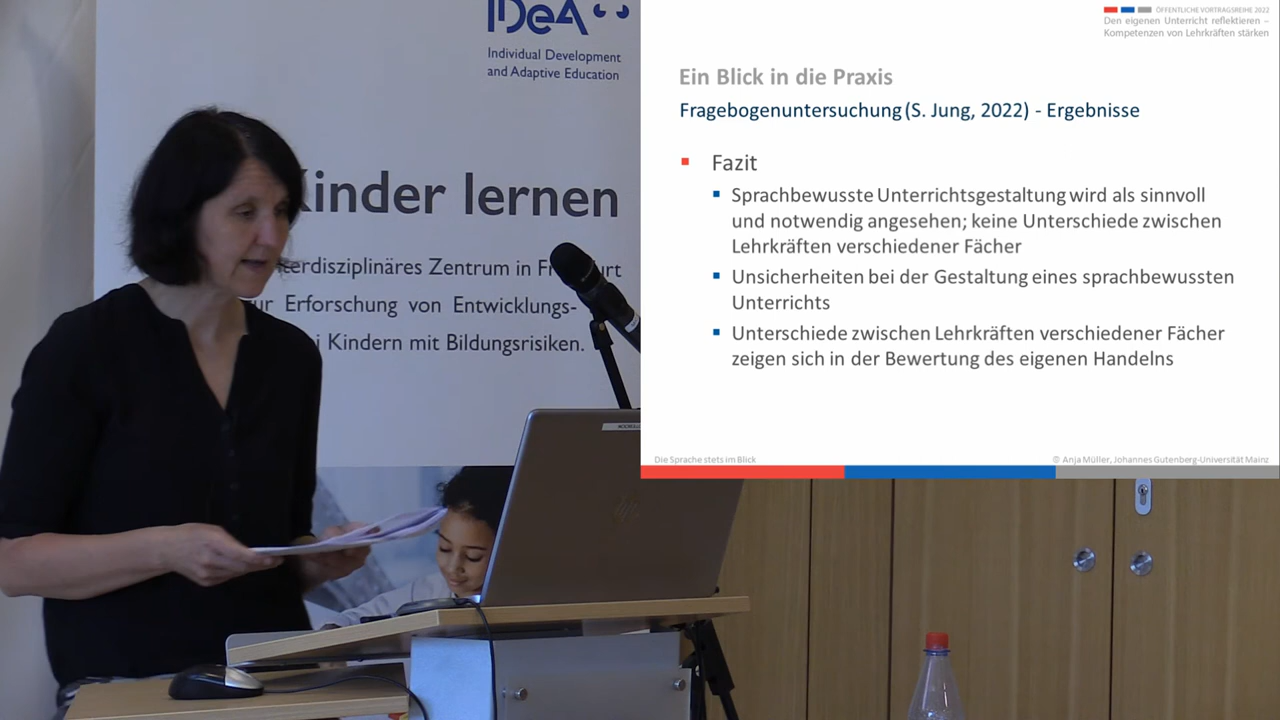 IDeA
Individual Development
and Adaptive Education
Kinder lernen
Interdisziplinäres Zentrum in Frankfurt
zur Erforschung von Entwicklungs-
bei Kindern mit Bildungsrisiken.
ÖFFENTLICHE VORTRAGSREIHE 2022
Den eigenen Unterricht reflektieren –
Kompetenzen von Lehrkräften stärken
Ein Blick in die Praxis
Fragebogenuntersuchung (S. Jung, 2022) - Ergebnisse
Fazit
Sprachbewusste Unterrichtsgestaltung wird als sinnvoll
und notwendig angesehen; keine Unterschiede zwischen
Lehrkräften verschiedener Fächer
Unsicherheiten bei der Gestaltung eines sprachbewussten
Unterrichts
Unterschiede zwischen Lehrkräften verschiedener Fächer
zeigen sich in der Bewertung des eigenen Handelns
Die Sprache stets im Blick
© Anja Müller, Johannes Gutenberg-Universität Mainz